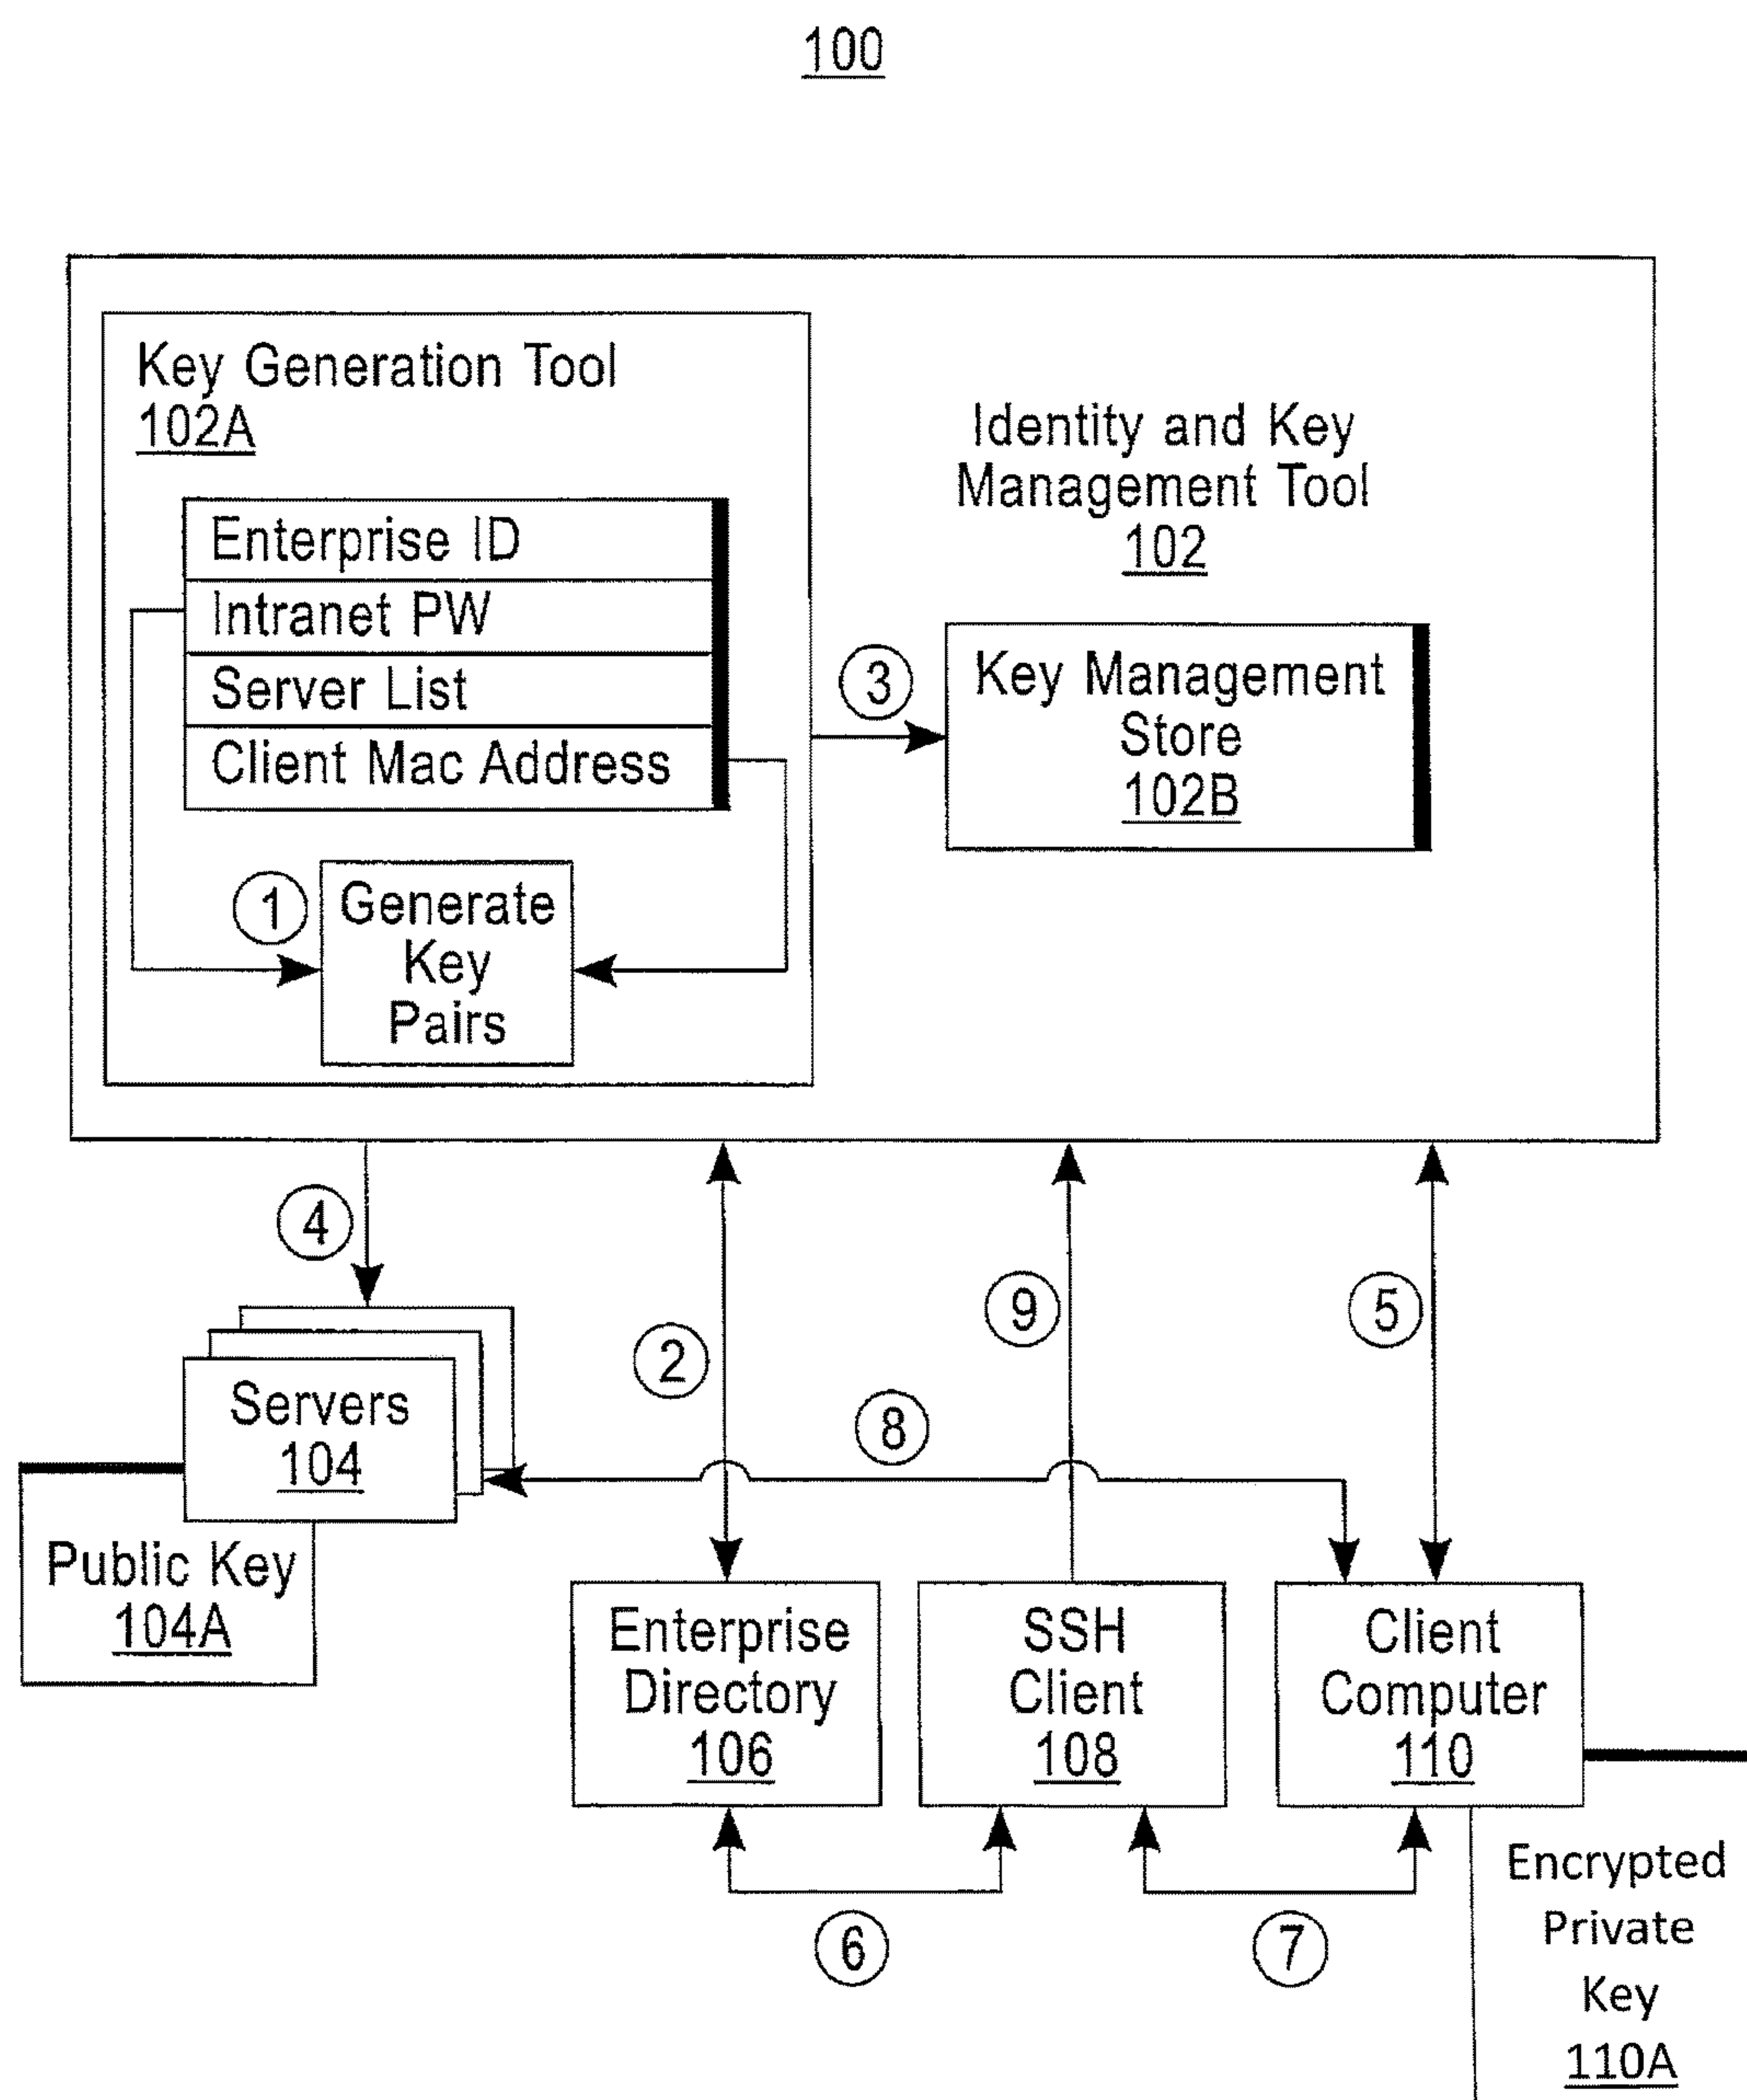 100
Key Generation Tool
102A
Enterprise ID
Intranet PW
Server List
Client Mac Address
1
Generate
Key
Pairs
Identity and Key
Management Tool
102
3
Key Management
Store
102B
4
2
9
5
8
Servers
104
Public Key
104A
Enterprise
Directory
106
SSH
Client
108
Client
Computer
110
6
7
Encrypted
Private
Key
110A